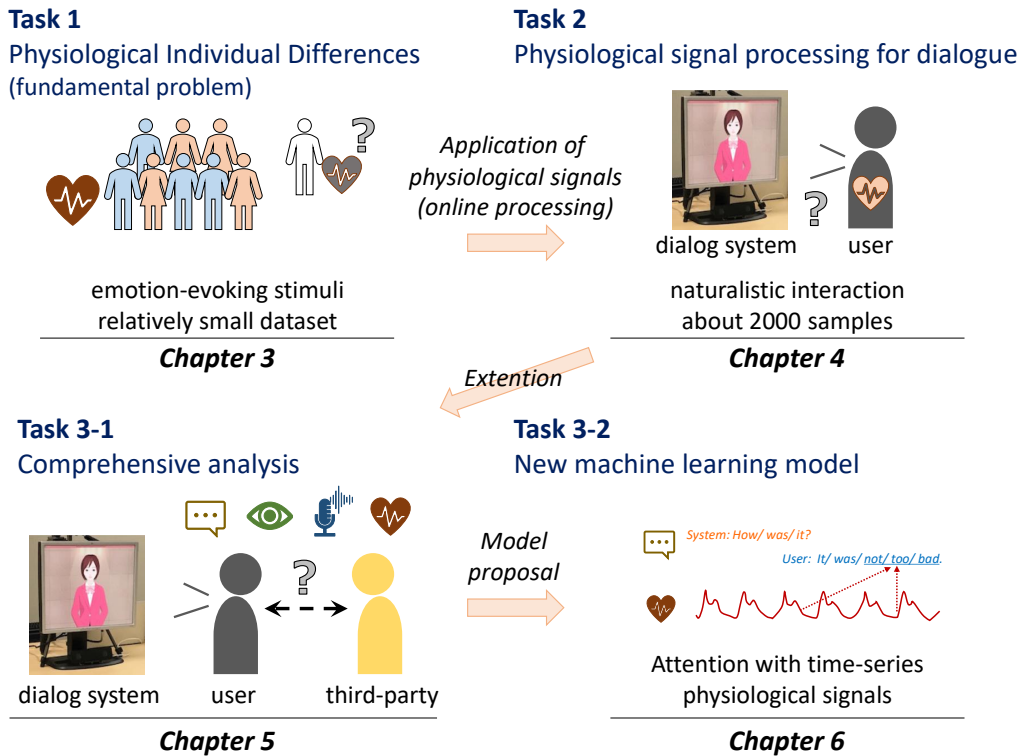 Task 1
Physiological Individual Differences
(fundamental problem)
?
emotion-evoking stimuli
relatively small dataset
Chapter 3
Application of
physiological signals
(online processing)
Task 2
Physiological signal processing for dialogue
?
dialog system
user
naturalistic interaction
about 2000 samples
Chapter 4
Extention
Task 3-1
Comprehensive analysis
?
dialog system
user
third-party
Chapter 5
Model
proposal
Task 3-2
New machine learning model
System: How/ was/ it?
User: It/ was/ not/ too/ bad.
Attention with time-series
physiological signals
Chapter 6